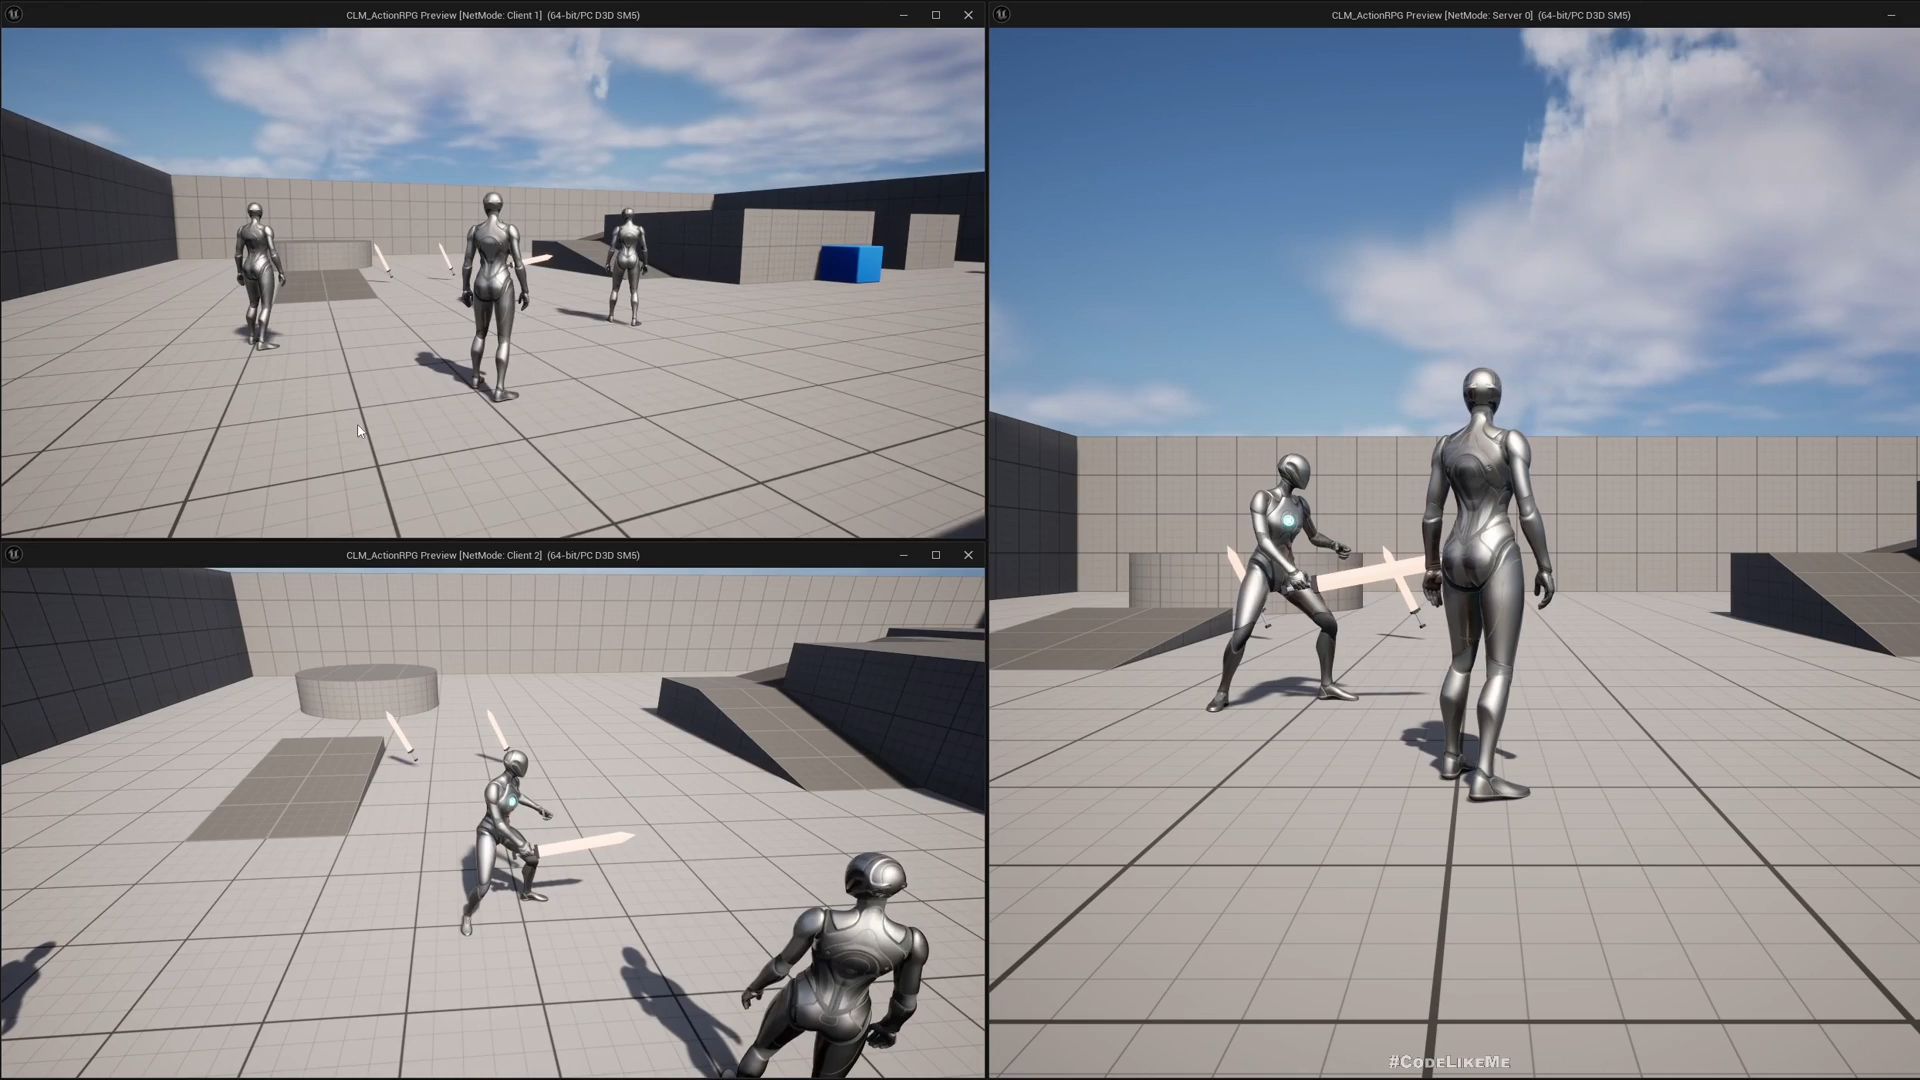 CLM_ActionRPG Preview [NetMode: Client 1] (64-bit/PC D3D SM5)
CLM_ActionRPG Preview [NetMode: Server 0] (64-bit/PC D3D SM5)
CLM_ActionRPG Preview [NetMode: Client 2] (64-bit/PC D3D SM5)
#CodeLikeMe